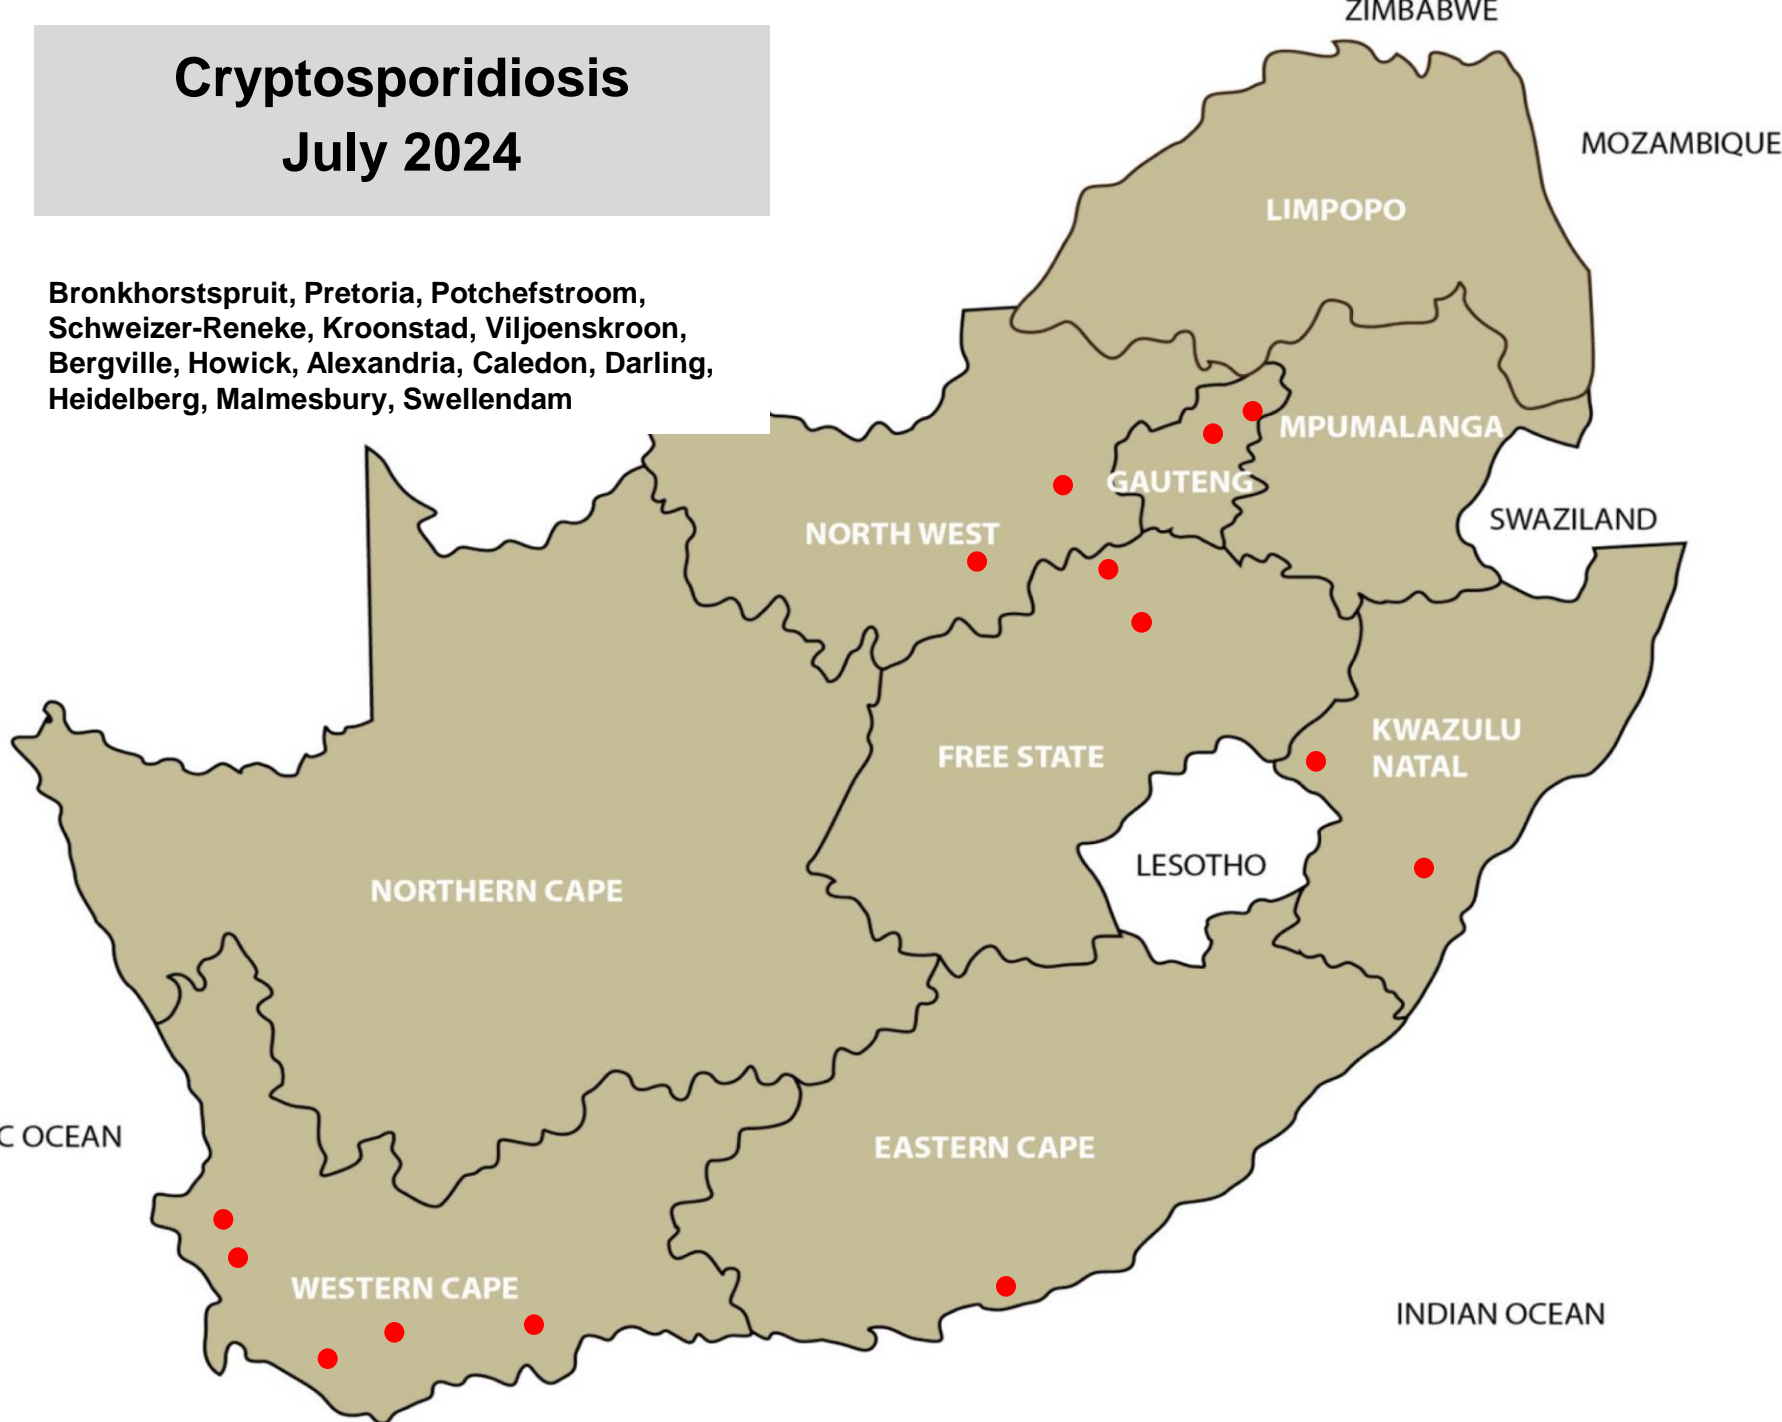 Cryptosporidiosis
July 2024
Bronkhorstspruit, Pretoria, Potchefstroom,
Schweizer-Reneke, Kroonstad, Viljoenskroon,
Bergville, Howick, Alexandria, Caledon, Darling,
Heidelberg, Malmesbury, Swellendam
ZIMBABWE
MOZAMBIQUE
LIMPOPO
MPUMALANGA
GAUTENG
SWAZILAND
NORTH WEST
KWAZULU
NATAL
FREE STATE
LESOTHO
NORTHERN CAPE
C OCEAN
EASTERN CAPE
WESTERN CAPE
INDIAN OCEAN